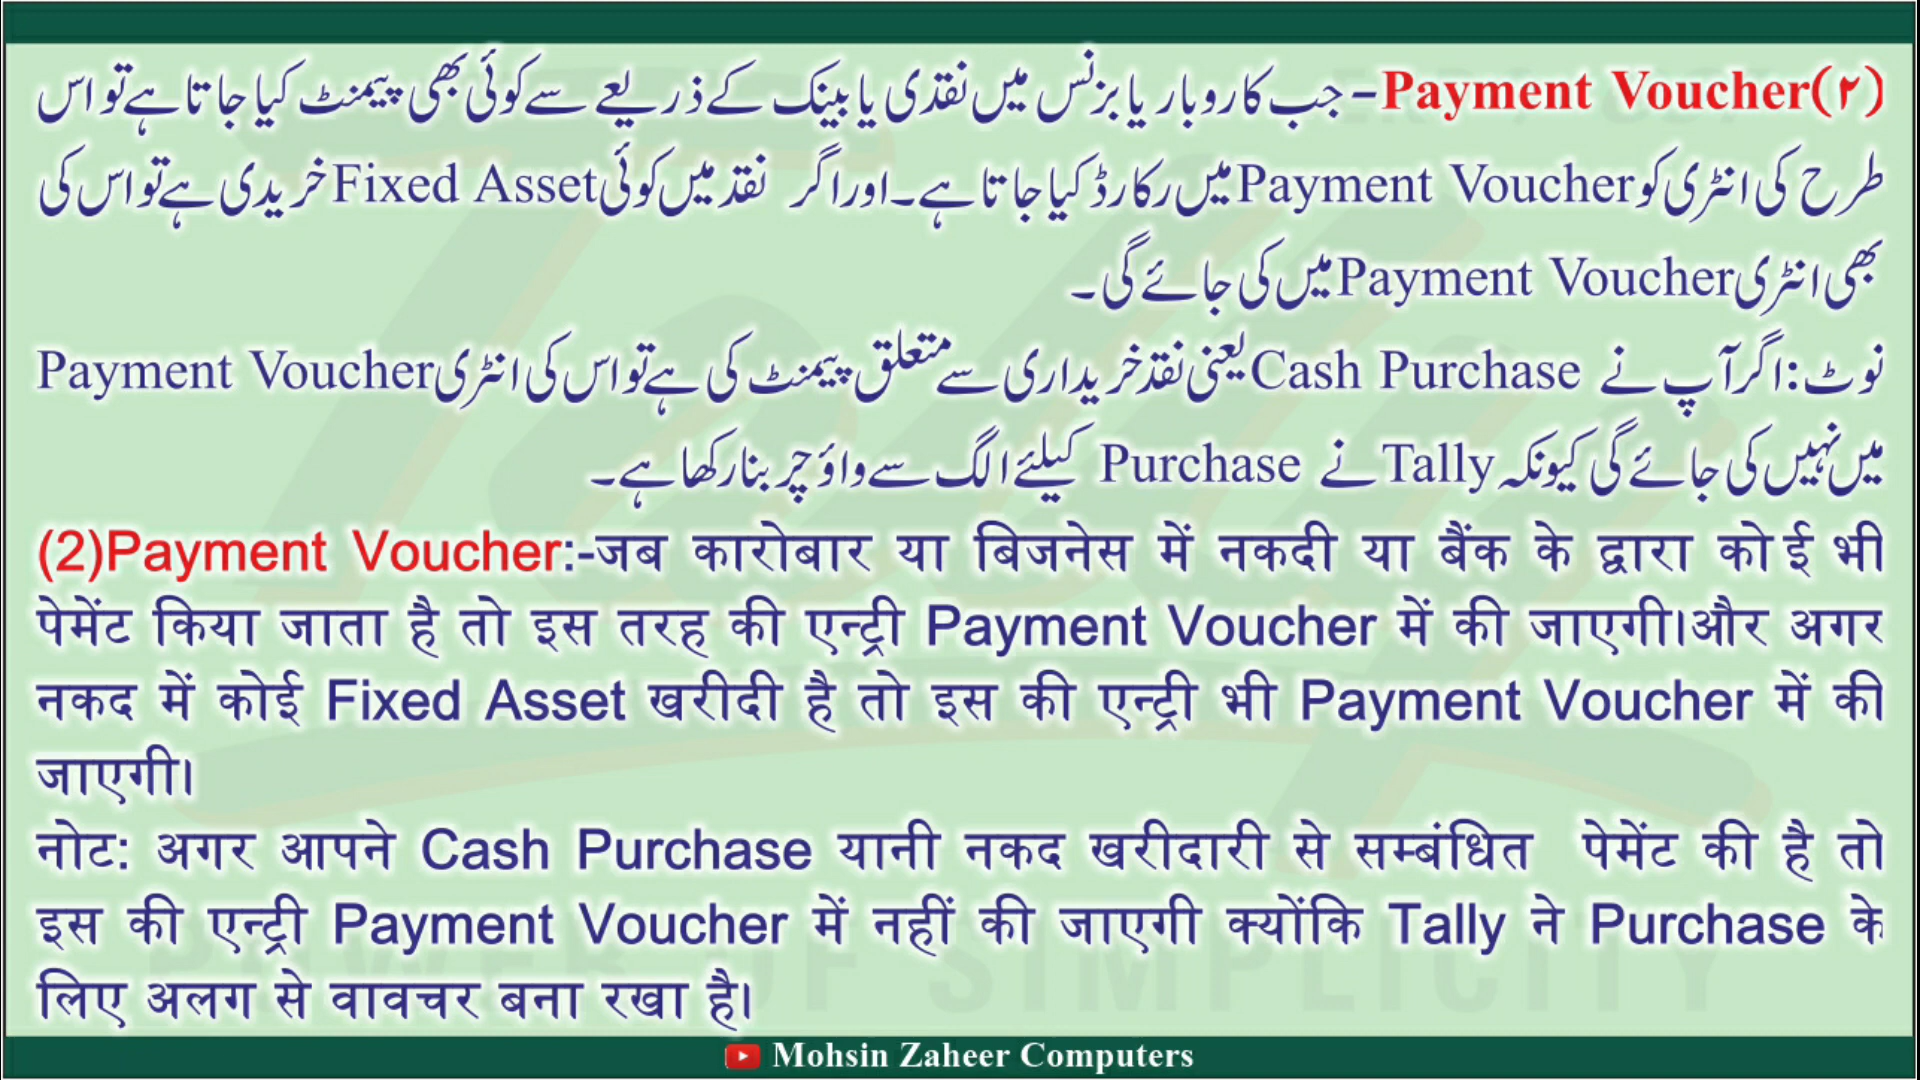 (۲)Payment Voucher- جب کاروبار یا بزنس میں نقدی یا بینک کے ذریعے سے کوئی بھی پیمنٹ کیا جاتا ہے تو اس
طرح کی انٹری کو Payment Voucher میں رکارڈ کیا جاتا ہے۔ اور اگر نقد میں کوئی Fixed Asset خریدی ہے تو اس کی
بھی انٹری Payment Voucher میں کی جائے گی۔
نوٹ: اگر آپ نے Cash Purchase یعنی نقد خریداری سے متعلق پیمنٹ کی ہے تو اس کی انٹری Payment Voucher
میں نہیں کی جائے گی کیونکہ Tally نے Purchase کیلئے الگ سے واؤچر بنا رکھا ہے۔
(2)Payment Voucher:-जब कारोबार या बिजनेस में नकदी या बैंक के द्वारा कोई भी
पेमेंट किया जाता है तो इस तरह की एन्ट्री Payment Voucher में की जाएगी।और अगर
नकद में कोई Fixed Asset खरीदी है तो इस की एन्ट्री भी Payment Voucher में की
जाएगी।
नोट: अगर आपने Cash Purchase यानी नकद खरीदारी से सम्बंधित पेमेंट की है तो
इस की एन्ट्री Payment Voucher में नहीं की जाएगी क्योंकि Tally ने Purchase के
लिए अलग से वावचर बना रखा है।
POWER OF SIMPLICITY
Mohsin Zaheer Computers